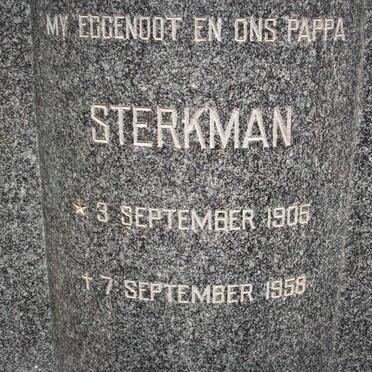 MY EGGENOOT EN ONS PAPPA
STERKMAN
* 3 SEPTEMBER 1905
† 7 SEPTEMBER 1958